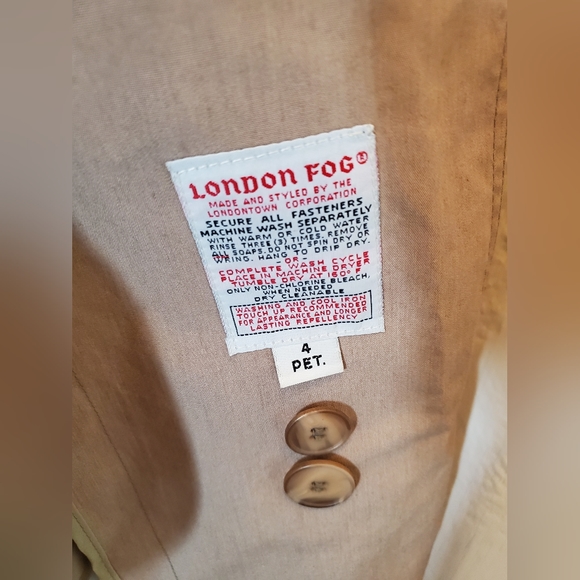 LONDON FOG®
MADE AND STYLED BY THE
LONDONTOWN CORPORATION
SECURE ALL FASTENERS
MACHINE WASH SEPARATELY
WITH WARM OR COLD WATER
RINSE THREE (3) TIMES. REMOVE
ALL SOAPS. DO NOT SPIN DRY OR
WRING. HANG TO DRIP DRY.
- OR -
COMPLETE WASH CYCLE
PLACE IN MACHINE DRYER
TUMBLE DRY AT 160° F
ONLY NON-CHLORINE BLEACH,
WHEN NEEDED
DRY CLEANABLE
WASHING AND COOL IRON
TOUCH UP RECOMMENDED
FOR APPEARANCE AND LONGER
LASTING REPELLENCY
4
PET.